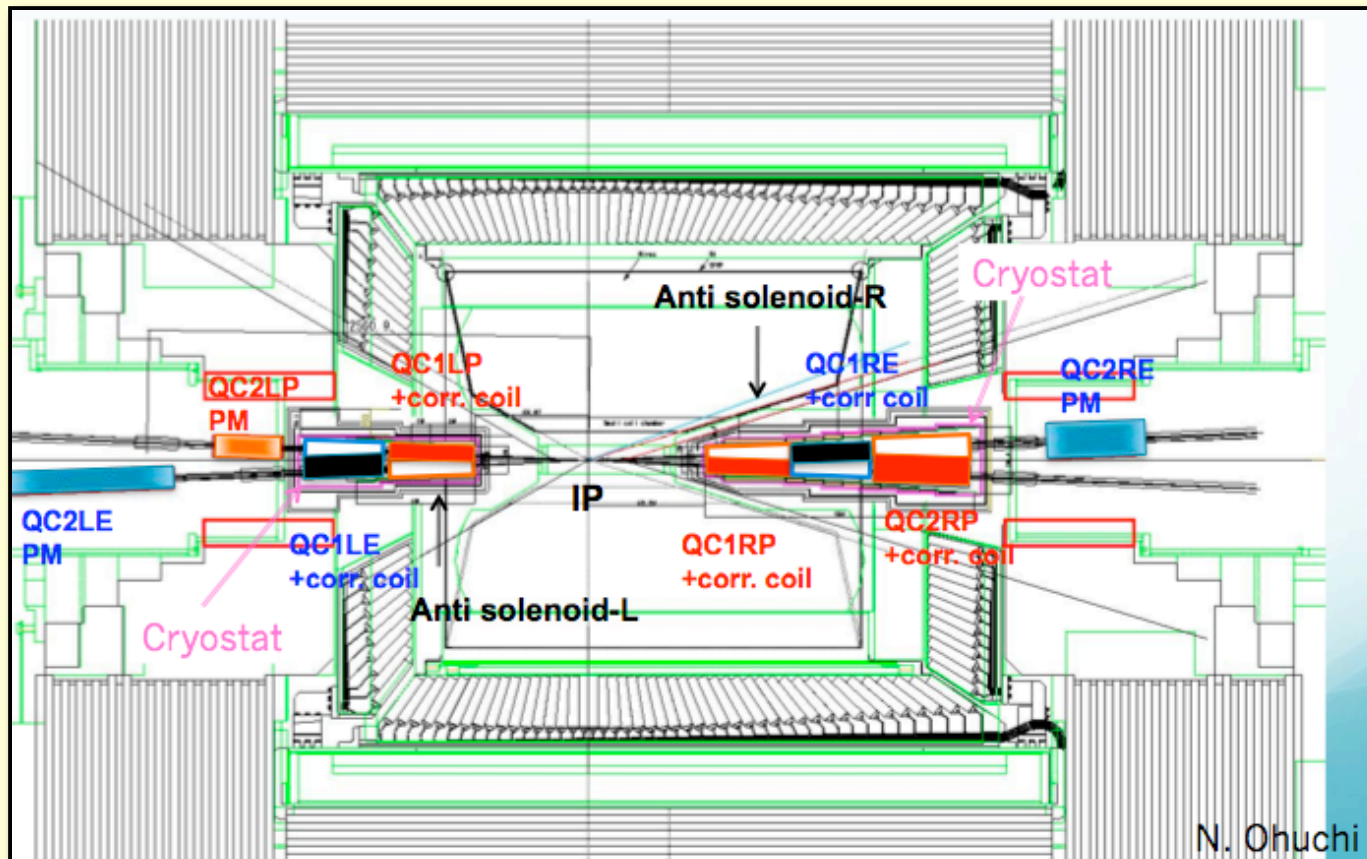 Anti solenoid-R
Cryostat
QC1LP
+corr. coil
QC1RE
+corr coil
QC2RE
PM
QC2LP
PM
IP
QC2LE
PM
QC1LE
+corr. coil
QC1RP
+corr. coil
QC2RP
+corr. coil
Anti solenoid-L
Cryostat
N. Ohuchi